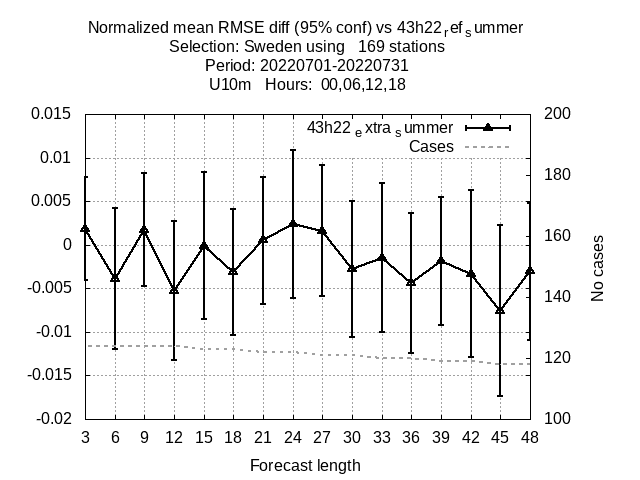 Normalized mean RMSE diff (95% conf) vs 43h22refsummer
Selection: Sweden using 169 stations
Period: 20220701-20220731
U10m Hours: 00,06,12,18
0.015
0.01
0.005
0
-0.005
-0.01
-0.015
-0.02
43h22extrasummer
Cases
200
180
160
140
120
100
No cases
3 6 9 12 15 18 21 24 27 30 33 36 39 42 45 48
Forecast length